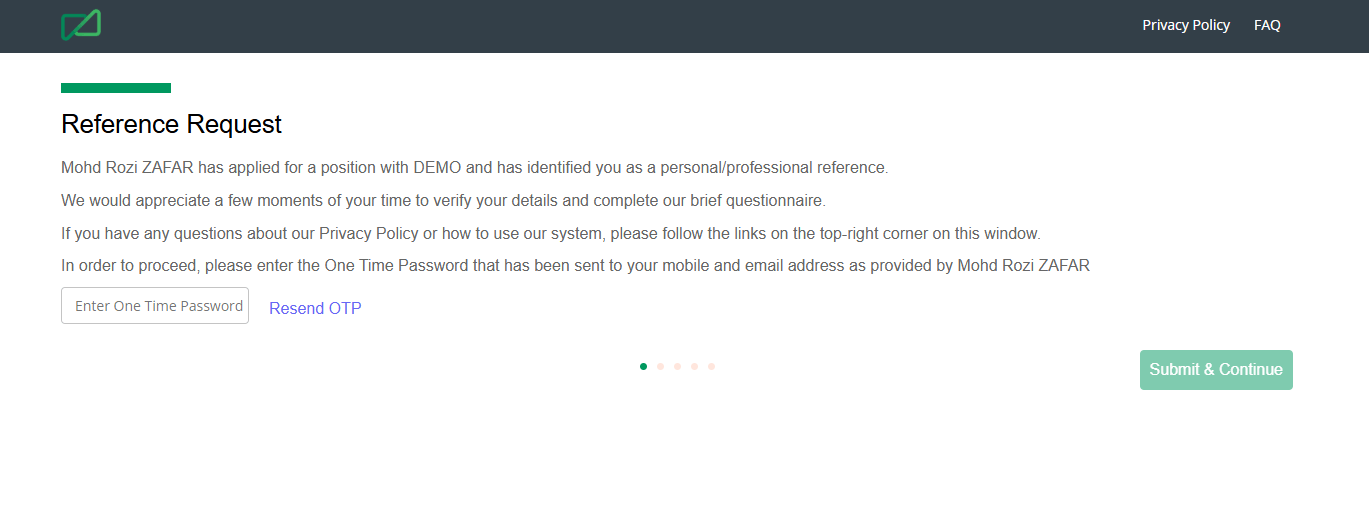 Privacy Policy FAQ
Reference Request
Mohd Rozi ZAFAR has applied for a position with DEMO and has identified you as a personal/professional reference.
We would appreciate a few moments of your time to verify your details and complete our brief questionnaire.
If you have any questions about our Privacy Policy or how to use our system, please follow the links on the top-right corner on this window.
In order to proceed, please enter the One Time Password that has been sent to your mobile and email address as provided by Mohd Rozi ZAFAR
Enter One Time Password Resend OTP
Submit & Continue